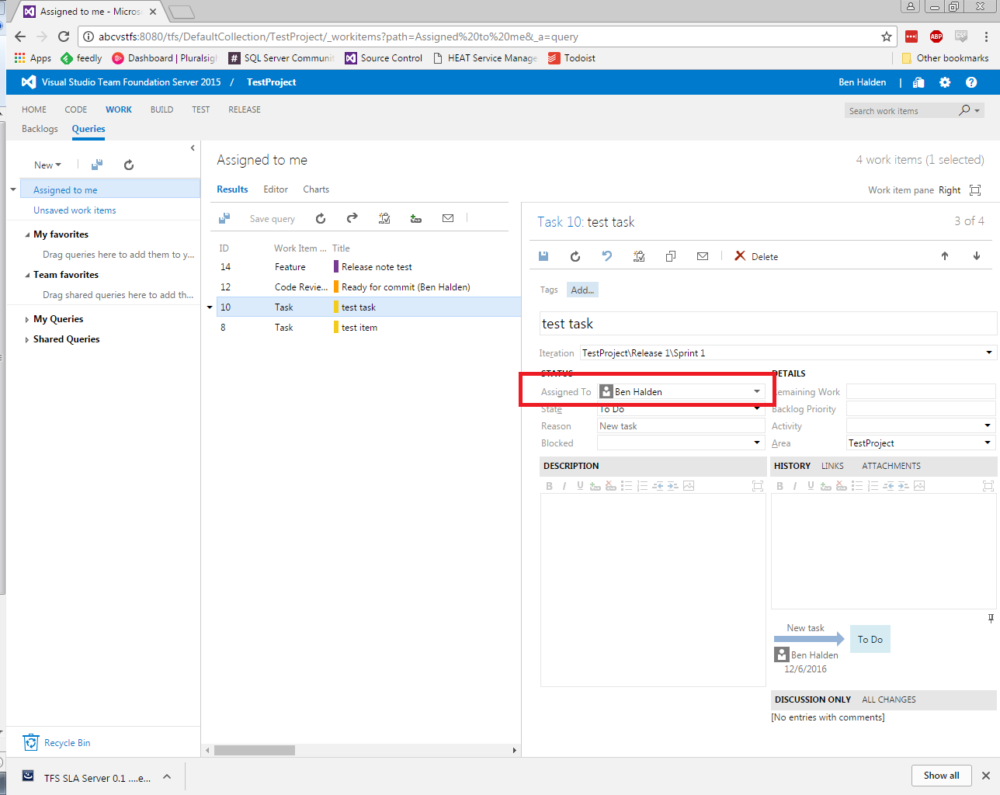 Assigned to me - Micros
abcvstfs:8080/tfs/DefaultCollection/TestProject/_workitems?path=Assigned%20to%20me&_a=query
ABP
CSS
Apps
feedly
Dashboard | Pluralsigh
SQL Server Communit
Source Control
HEAT Service Manage
Todoist
Other bookmarks
Visual Studio Team Foundation Server 2015 / TestProject
Ben Halden
HOME CODE WORK BUILD TEST RELEASE
Search work items
Backlogs Queries
New
Assigned to me
Unsaved work items
My favorites
Drag queries here to add them to y...
Team favorites
Drag shared queries here to add th...
My Queries
Shared Queries
Recycle Bin
Assigned to me
4 work items (1 selected)
Results Editor Charts
Work item pane Right
Save query
ID Work Item ... Title
14 Feature Release note test
12 Code Revie... Ready for commit (Ben Halden)
10 Task test task
8 Task test item
Task 10: test task
3 of 4
Delete
Tags Add...
test task
Iteration TestProject\Release 1\Sprint 1
STATUS
Assigned To Ben Halden
State To Do
Reason New task
Blocked
DETAILS
Remaining Work
Backlog Priority
Activity
Area TestProject
DESCRIPTION
B I U
HISTORY LINKS ATTACHMENTS
B I U
New task
To Do
Ben Halden
12/6/2016
DISCUSSION ONLY ALL CHANGES
[No entries with comments]
TFS SLA Server 0.1 ....e...
Show all